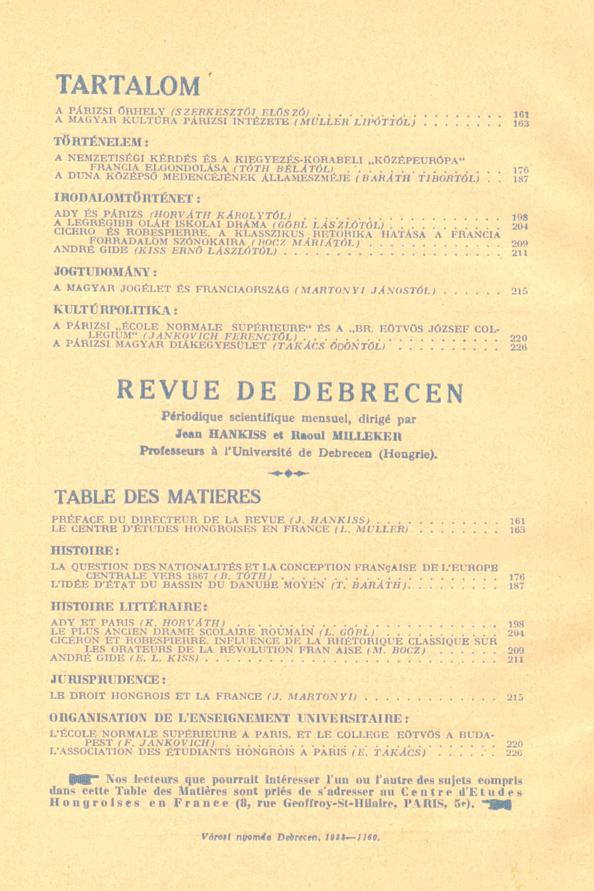 TARTALOM
A PÁRIZSI ŐRHELY (SZERKESZTŐI ELŐSZÓ) . . . . . . . . . . . . . . 161
A MAGYAR KULTURA PÁRIZSI INTÉZETE (MULLER LIPÓTTÓL) . . . . . . . . 163
TÖRTÉNELEM:
A NEMZETISÉGI KÉRDÉS ÉS A KIEGYEZÉS-KORABELI „KÖZÉPEURÓPA"
FRANCIA ELGONDOLÁSA (TÓTH BÉLÁTÓL) . . . . . . . . . . . . . . 176
A DUNA KÖZÉPSŐ MEDENCÉJÉNEK ÁLLAMESZMÉJE (BARÁTH TIBORTÓL) . . 187
IRODALOMTÖRTÉNET:
ADY ÉS PÁRIZS (HORVÁTH KÁROLYTÓL) . . . . . . . . . . . . . . 198
A LEGRÉGIBB OLÁH ISKOLAI DRÁMA (GÖBL LÁSZLÓTÓL) . . . . . . . . 204
CICERO ÉS ROBESPIERRE, A KLASSZIKUS RETORIKA HATÁSA A FRANCIA
FORRADALOM SZÓNOKAIRA (BOCZ MÁRIÁTÓL) . . . . . . . . . . . . 209
ANDRÉ GIDE (KISS ERNŐ LÁSZLÓTÓL) . . . . . . . . . . . . . . 211
JOGTUDOMÁNY:
A MAGYAR JOGÉLET ÉS FRANCIAORSZÁG (MARTONYI JÁNOSTÓL) . . . . . . 215
KULTÚRPOLITIKA:
A PÁRIZSI „ÉCOLE NORMALE SUPÉRIEURE" ÉS A „BR. EÖTVÖS JÓZSEF COL-
LEGIUM" (JANKOVICH FERENCTŐL) . . . . . . . . . . . . . . 220
A PÁRIZSI MAGYAR DIÁKEGYESÜLET (TAKÁCS ÖDÖNTŐL) . . . . . . . . 226
REVUE DE DEBRECEN
Périodique scientifique mensuel, dirigé par
Jean HANKISS et Raoul MILLEKER
Professeurs à l'Université de Debrecen (Hongrie).
TABLE DES MATIERES
PRÉFACE DU DIRECTEUR DE LA REVUE (J. HANKISS) . . . . . . . . . . 161
LE CENTRE D'ÉTUDES HONGROISES EN FRANCE (L. MULLER) . . . . . . . . 163
HISTOIRE:
LA QUESTION DES NATIONALITÉS ET LA CONCEPTION FRANçAISE DE L'EUROPE
CENTRALE VERS 1867 (B. TÓTH) . . . . . . . . . . . . . . 176
L'IDÉE D'ÉTAT DU BASSIN DU DANUBE MOYEN (T. BARÁTH). . . . . . . . 187
HISTOIRE LITTÉRAIRE:
ADY ET PARIS (K. HORVÁTH) . . . . . . . . . . . . . . 198
LE PLUS ANCIEN DRAME SCOLAIRE ROUMAIN (L. GÖBL) . . . . . . . . 204
CICÉRON ET ROBESPIERRE, INFLUENCE DE LA RHÉTORIQUE CLASSIQUE SUR
LES ORATEURS DE LA RÉVOLUTION FRAN AISE (M. BOCZ) . . . . . . 209
ANDRÉ GIDE (E. L. KISS) . . . . . . . . . . . . . . 211
JURISPRUDENCE:
LE DROIT HONGROIS ET LA FRANCE (J. MARTONYI) . . . . . . . . . . 215
ORGANISATION DE L'ENSEIGNEMENT UNIVERSITAIRE:
L'ÉCOLE NORMALE SUPÉRIEURE A PARIS, ET LE COLLEGE EÖTVÖS A BUDA-
PEST (F. JANKOVICH) . . . . . . . . . . . . . . 220
L'ASSOCIATION DES ÉTUDIANTS HONGROIS A PARIS (E. TAKÁCS) . . . . . . 226
Nos lecteurs que pourrait intéresser l'un ou l'autre des sujets compris
dans cette Table des Matières sont priés de s'adresser au Centre d'Etudes
Hongroises en France (8, rue Geoffroy-St-Hilaire, PARIS, 5e).
Városi nyomda Debrecen, 1933—1160.